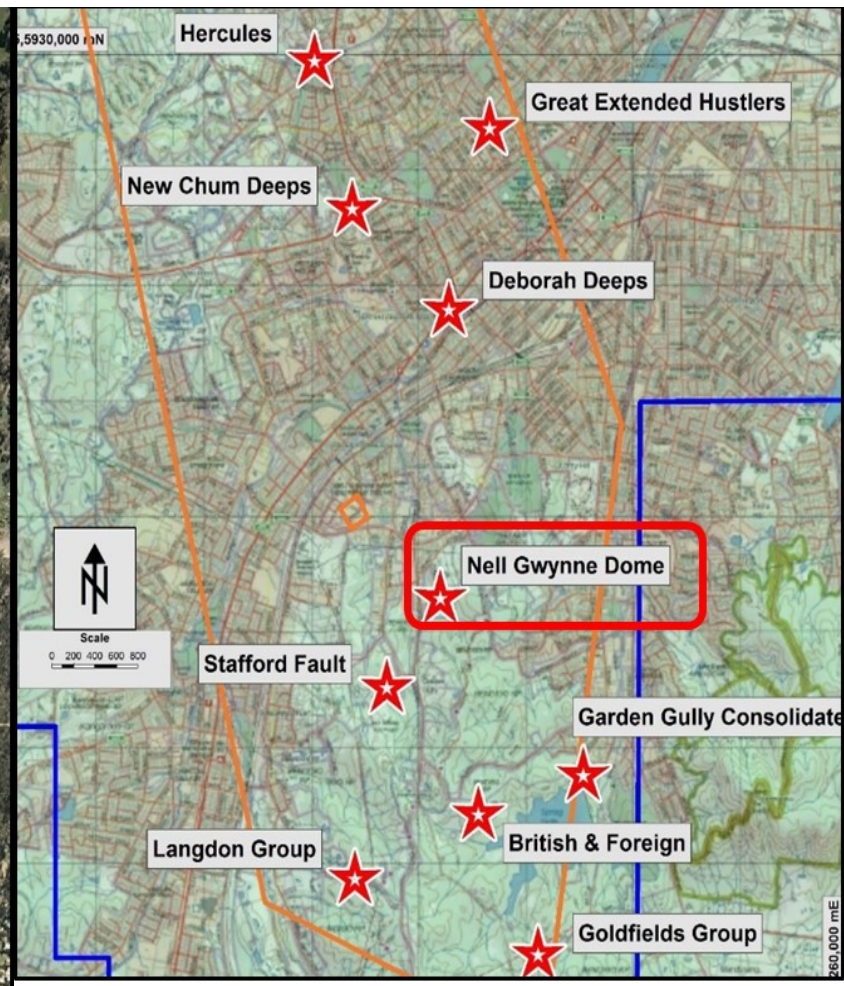 5,5930,000 mN
Hercules
Great Extended Hustlers
New Chum Deeps
Deborah Deeps
Nell Gwynne Dome
N
Scale
0 200 400 600 800
Stafford Fault
Garden Gully Consolidate
British & Foreign
Langdon Group
Goldfields Group
260,000 mE